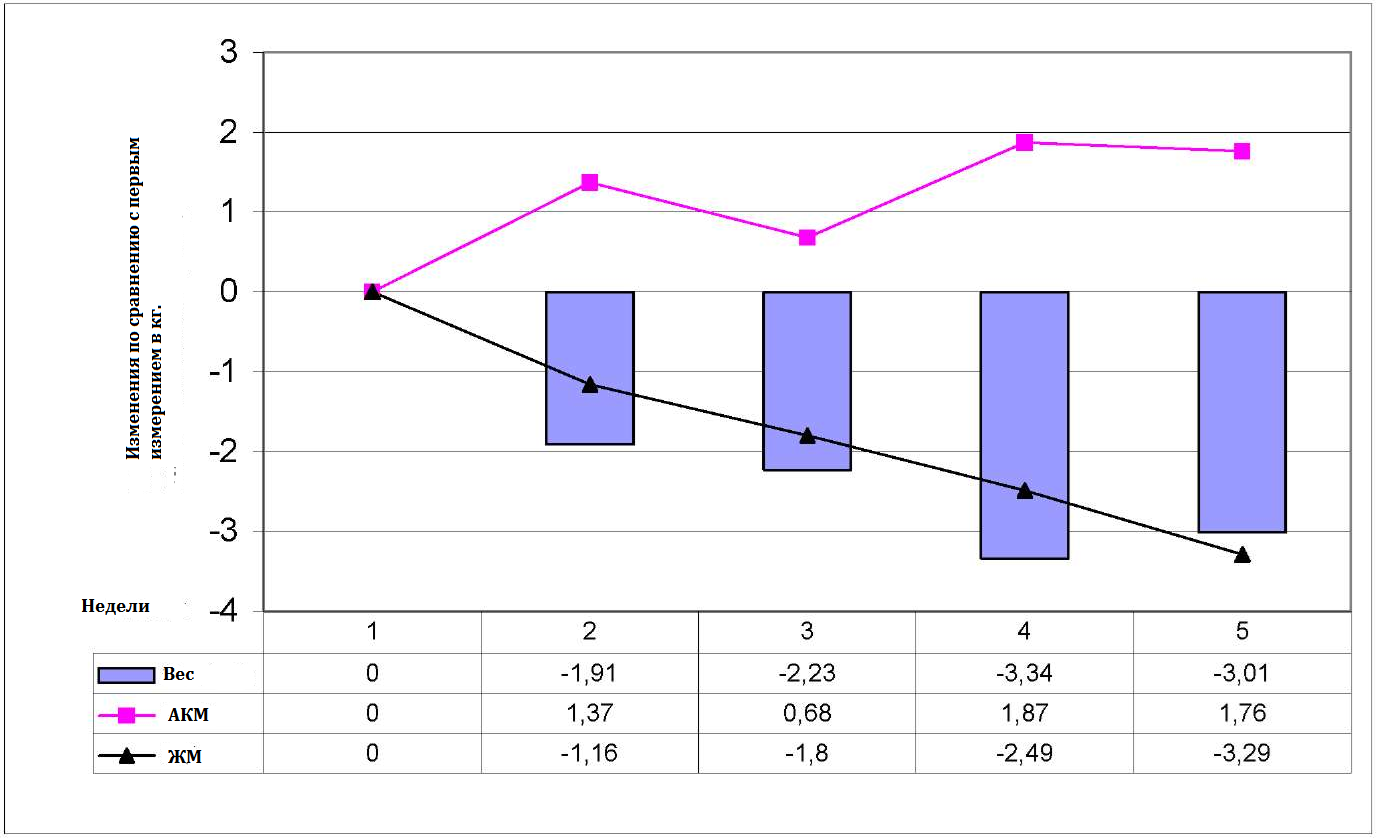 3
2
1
0
-1
-2
-3
-4
Изменения по сравнению с первым
измерением в кг.
Недели
1 2 3 4 5
Вес 0 -1,91 -2,23 -3,34 -3,01
АКМ 0 1,37 0,68 1,87 1,76
ЖМ 0 -1,16 -1,8 -2,49 -3,29